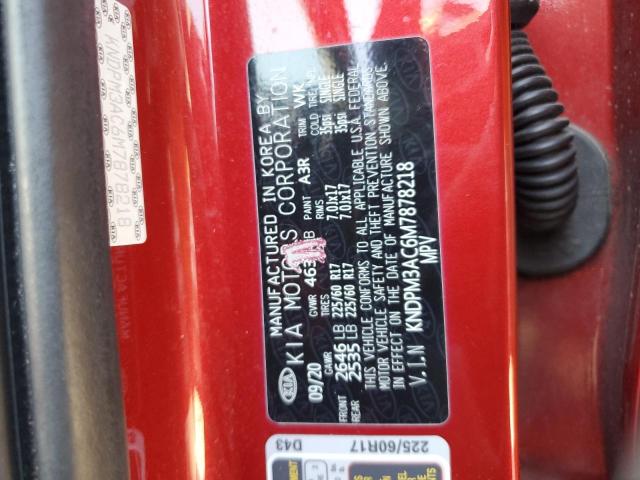 KNDPM3AC6M7878218
MANUFACTURED IN KOREA BY
KIA MOTORS CORPORATION
09/20 GVWR LB PAINT A3R TRIM WK
GAWR TIRES RIMS COLD TIRE
FRONT 2646 LB 225/60 R17 7.0Jx17 35psi SINGLE
REAR 2535 LB 225/60 R17 7.0Jx17 35psi SINGLE
THIS VEHICLE CONFORMS TO ALL APPLICABLE U.S.A. FEDERAL
MOTOR VEHICLE SAFETY AND THEFT PREVENTION STANDARDS
IN EFFECT ON THE DATE OF MANUFACTURE SHOWN ABOVE.
V.I.N KNDPM3AC6M7878218
MPV
KIA
D43
225/60R17